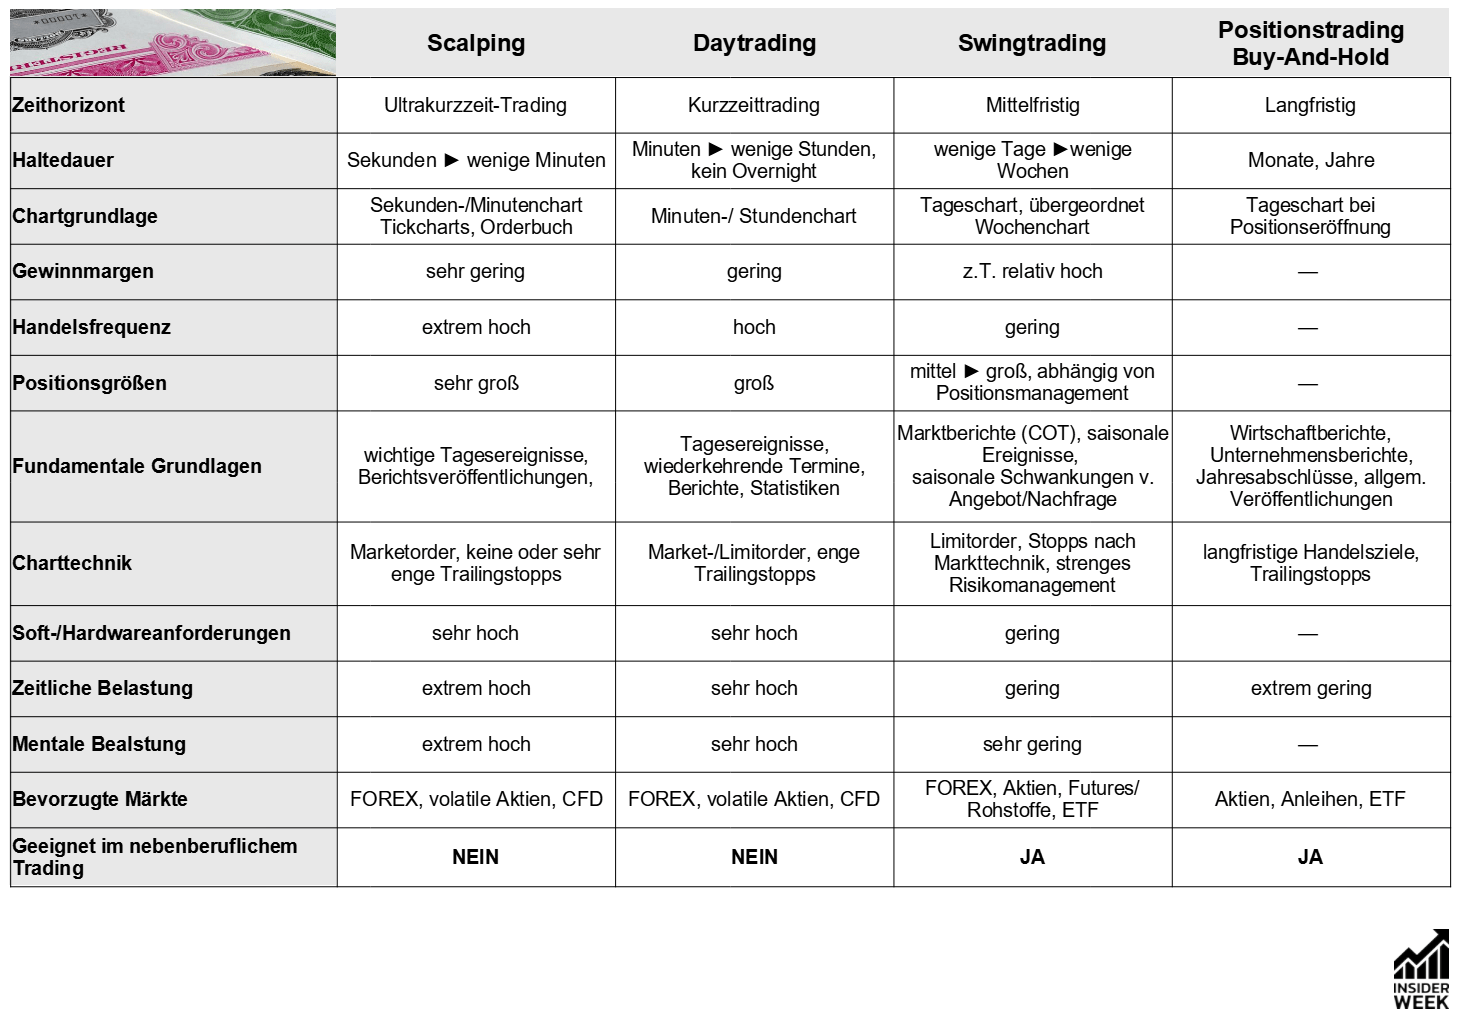 *00001*
REGISTER
Scalping
Daytrading
Swingtrading
Positionstrading
Buy-And-Hold
Zeithorizont
Ultrakurzzeit-Trading
Kurzzeittrading
Mittelfristig
Langfristig
Haltedauer
Sekunden ► wenige Minuten
Minuten ► wenige Stunden,
kein Overnight
wenige Tage ►wenige
Wochen
Monate, Jahre
Chartgrundlage
Sekunden-/Minutenchart
Tickcharts, Orderbuch
Minuten-/ Stundenchart
Tageschart, übergeordnet
Wochenchart
Tageschart bei
Positionseröffnung
Gewinnmargen
sehr gering
gering
z.T. relativ hoch
—
Handelsfrequenz
extrem hoch
hoch
gering
—
Positionsgrößen
sehr groß
groß
mittel ► groß, abhängig von
Positionsmanagement
—
Fundamentale Grundlagen
wichtige Tagesereignisse,
Berichtsveröffentlichungen,
Tagesereignisse,
wiederkehrende Termine,
Berichte, Statistiken
Marktberichte (COT), saisonale
Ereignisse,
saisonale Schwankungen v.
Angebot/Nachfrage
Wirtschaftberichte,
Unternehmensberichte,
Jahresabschlüsse, allgem.
Veröffentlichungen
Charttechnik
Marketorder, keine oder sehr
enge Trailingstopps
Market-/Limitorder, enge
Trailingstopps
Limitorder, Stopps nach
Markttechnik, strenges
Risikomanagement
langfristige Handelsziele,
Trailingstopps
Soft-/Hardwareanforderungen
sehr hoch
sehr hoch
gering
—
Zeitliche Belastung
extrem hoch
sehr hoch
gering
extrem gering
Mentale Bealstung
extrem hoch
sehr hoch
sehr gering
—
Bevorzugte Märkte
FOREX, volatile Aktien, CFD
FOREX, volatile Aktien, CFD
FOREX, Aktien, Futures/
Rohstoffe, ETF
Aktien, Anleihen, ETF
Geeignet im nebenberuflichem
Trading
NEIN
NEIN
JA
JA
INSIDER
WEEK